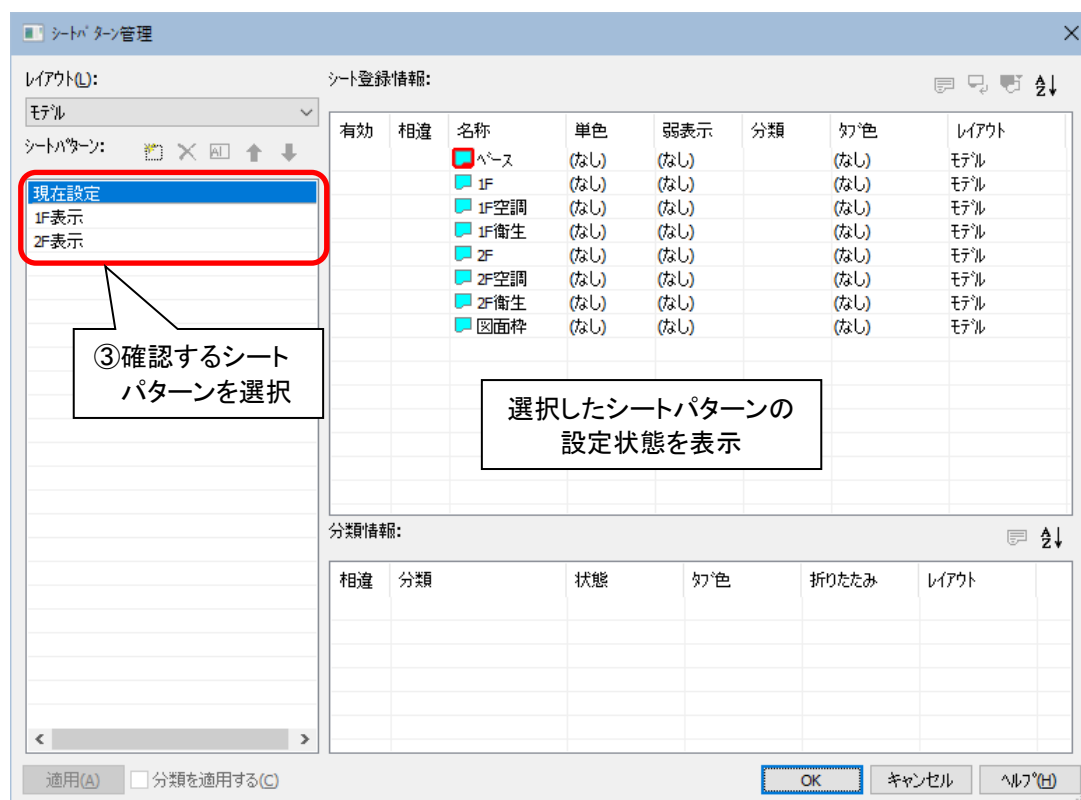 ｼｰﾄﾊﾟﾀｰﾝ管理
ﾚｲｱｳﾄ(L):
ﾓﾃﾞﾙ
ｼｰﾄﾊﾟﾀｰﾝ:
現在設定
1F表示
2F表示
③確認するシート
パターンを選択
ｼｰﾄ登録情報:
有効 相違 名称 単色 弱表示 分類 ﾀﾌﾞ色 ﾚｲｱｳﾄ
ﾍﾞｰｽ (なし) (なし) (なし) ﾓﾃﾞﾙ
1F (なし) (なし) (なし) ﾓﾃﾞﾙ
1F空調 (なし) (なし) (なし) ﾓﾃﾞﾙ
1F衛生 (なし) (なし) (なし) ﾓﾃﾞﾙ
2F (なし) (なし) (なし) ﾓﾃﾞﾙ
2F空調 (なし) (なし) (なし) ﾓﾃﾞﾙ
2F衛生 (なし) (なし) (なし) ﾓﾃﾞﾙ
図面枠 (なし) (なし) (なし) ﾓﾃﾞﾙ
選択したシートパターンの
設定状態を表示
分類情報:
相違 分類 状態 ﾀﾌﾞ色 折りたたみ ﾚｲｱｳﾄ
適用(A) 分類を適用する(C) OK キャンセル ﾍﾙﾌﾟ(H)